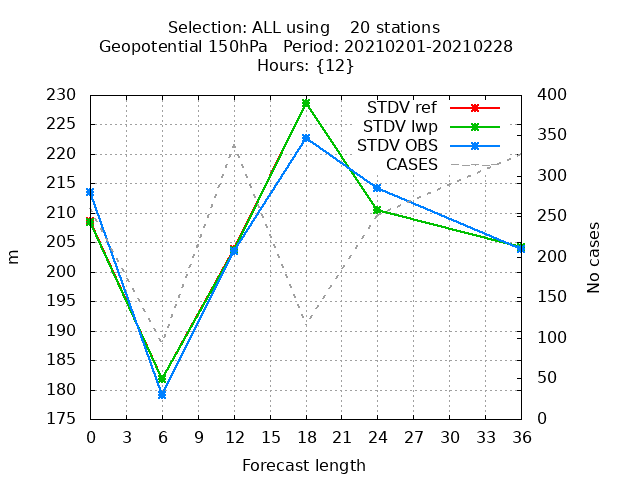 Selection: ALL using    20 stations
Geopotential 150hPa   Period: 20210201-20210228
Hours: {12}
230
225
220
215
210
205
200
195
190
185
180
175
m
STDV ref
STDV lwp
STDV OBS
CASES
400
350
300
250
200
150
100
50
0
No cases
0 3 6 9 12 15 18 21 24 27 30 33 36
Forecast length